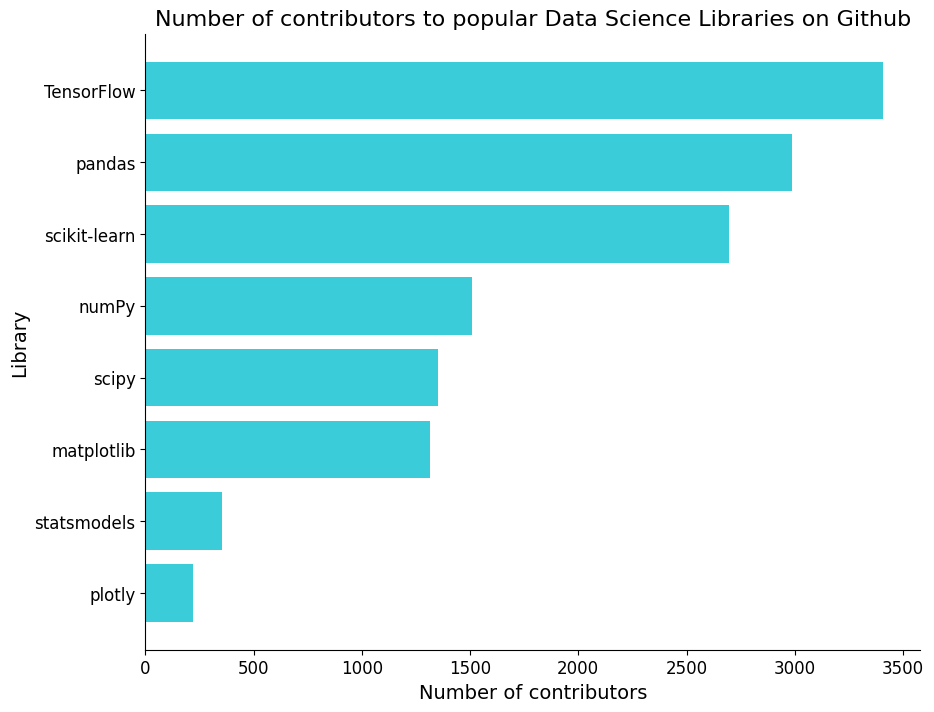 Number of contributors to popular Data Science Libraries on Github
TensorFlow
pandas
scikit-learn
numPy
scipy
matplotlib
statsmodels
plotly
Library
0 500 1000 1500 2000 2500 3000 3500
Number of contributors